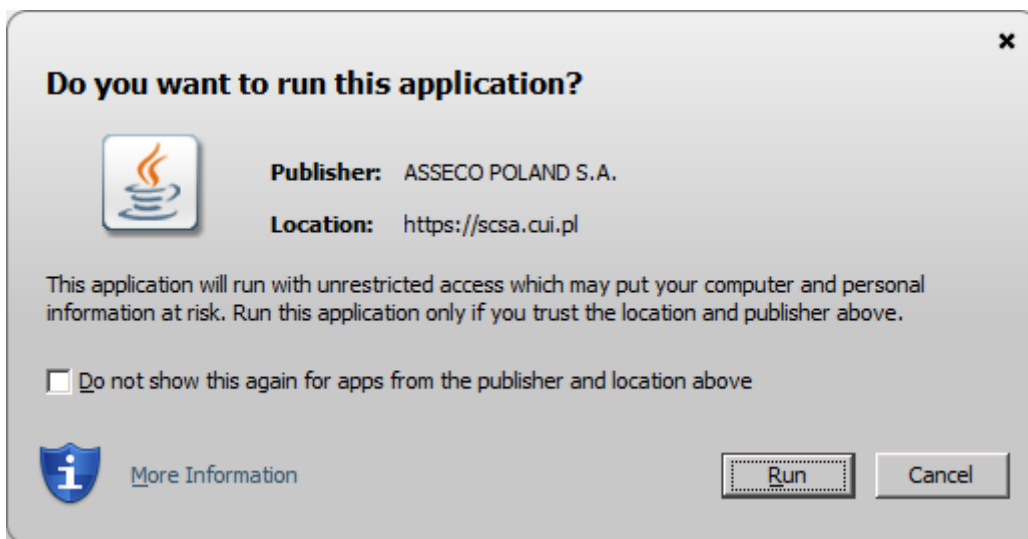 Do you want to run this application?
Publisher: ASSECO POLAND S.A.
Location: https://scsa.cui.pl
This application will run with unrestricted access which may put your computer and personal
information at risk. Run this application only if you trust the location and publisher above.
Do not show this again for apps from the publisher and location above
More Information
Run Cancel